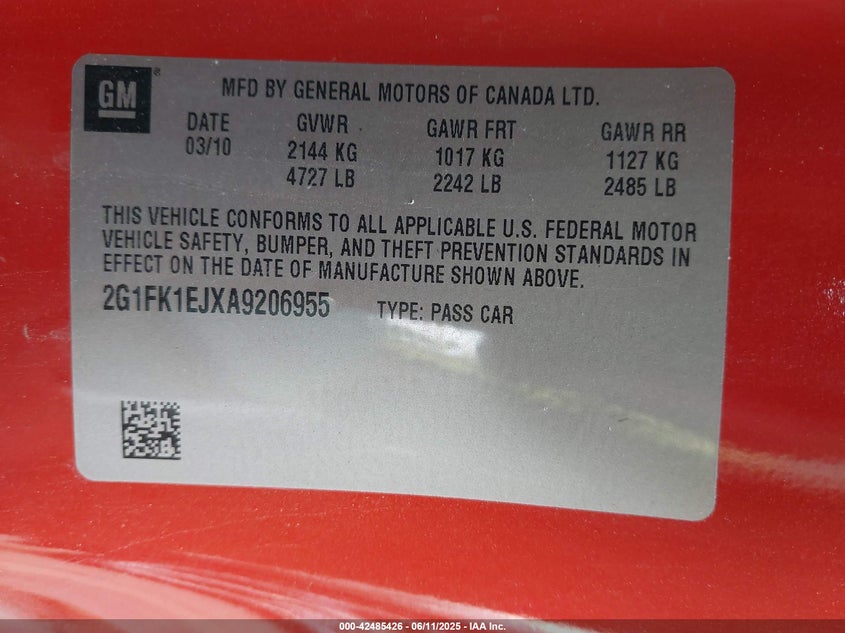 GM®
MFD BY GENERAL MOTORS OF CANADA LTD.
DATE GVWR GAWR FRT GAWR RR
03/10 2144 KG 1017 KG 1127 KG
4727 LB 2242 LB 2485 LB
THIS VEHICLE CONFORMS TO ALL APPLICABLE U.S. FEDERAL MOTOR
VEHICLE SAFETY, BUMPER, AND THEFT PREVENTION STANDARDS IN
EFFECT ON THE DATE OF MANUFACTURE SHOWN ABOVE.
2G1FK1EJXA9206955 TYPE: PASS CAR
000-42485426 - 06/11/2025 - IAA Inc.